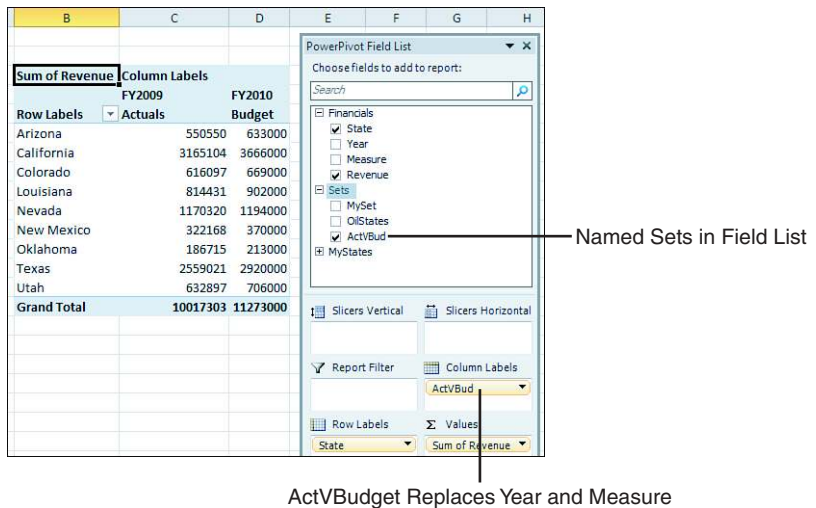 B C D E F G H
Sum of Revenue Column Labels
FY2009 FY2010
Row Labels Actuals Budget
Arizona 550550 633000
California 3165104 3666000
Colorado 616097 669000
Louisiana 814431 902000
Nevada 1170320 1194000
New Mexico 322168 370000
Oklahoma 186715 213000
Texas 2559021 2920000
Utah 632897 706000
Grand Total 10017303 11273000
PowerPivot Field List
Choose fields to add to report:
Search
Financials
State
Year
Measure
Revenue
Sets
MySet
OilStates
ActVBud
MyStates
Slicers Vertical Slicers Horizontal
Report Filter Column Labels
ActVBud
Row Labels Σ Values
State Sum of Revenue
Named Sets in Field List
ActVBudget Replaces Year and Measure